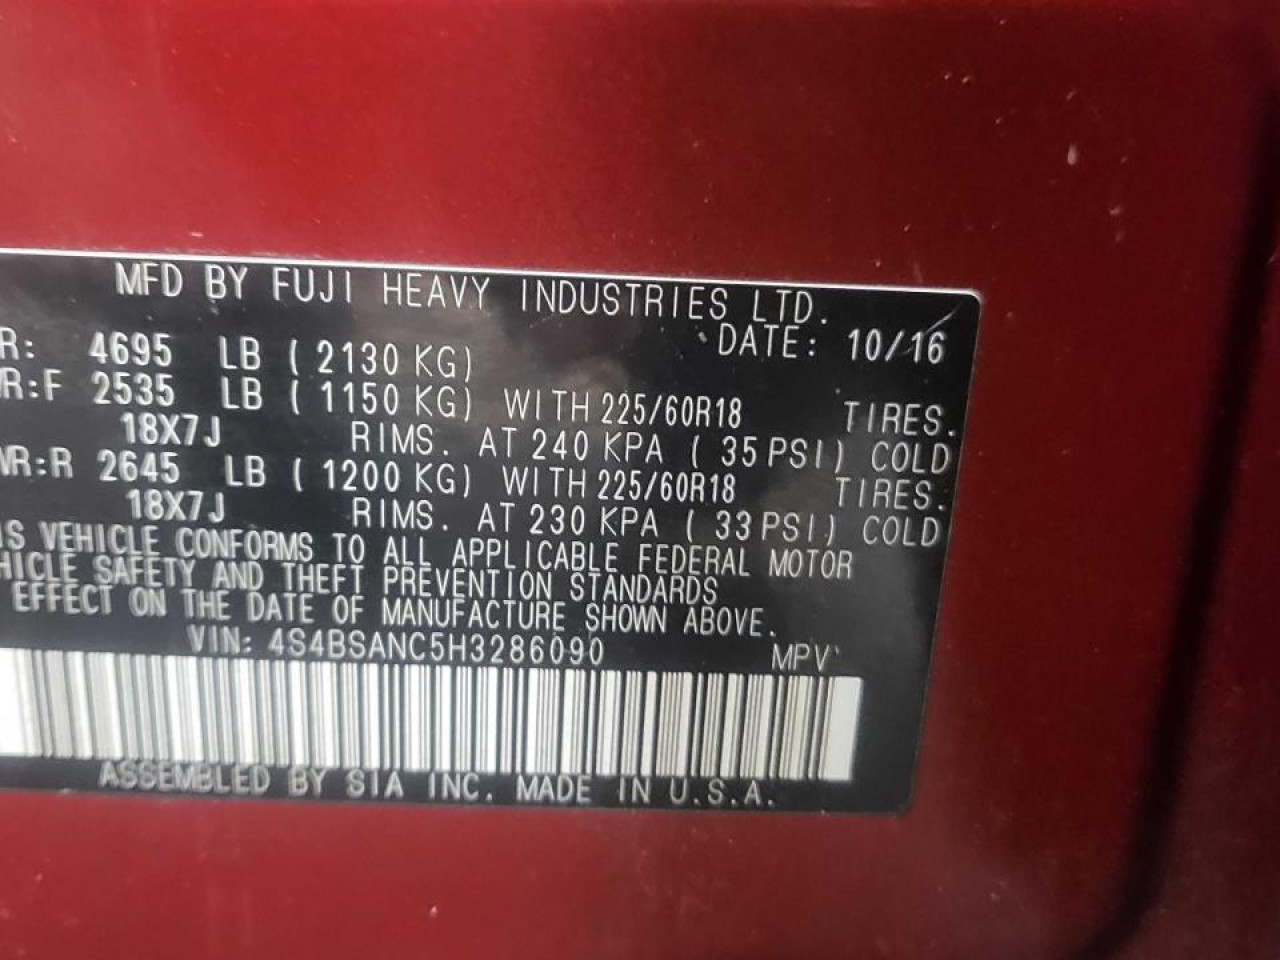 MFD BY FUJI HEAVY INDUSTRIES LTD.
DATE: 10/16
R: 4695 LB ( 2130 KG)
WR:F 2535 LB ( 1150 KG) WITH 225/60R18 TIRES.
18X7J RIMS. AT 240 KPA ( 35 PSI) COLD
WR:R 2645 LB ( 1200 KG) WITH 225/60R18 TIRES.
18X7J RIMS. AT 230 KPA ( 33 PSI) COLD
IS VEHICLE CONFORMS TO ALL APPLICABLE FEDERAL MOTOR
HICLE SAFETY AND THEFT PREVENTION STANDARDS
EFFECT ON THE DATE OF MANUFACTURE SHOWN ABOVE.
VIN: 4S4BSANC5H3286090 MPV
ASSEMBLED BY SIA INC. MADE IN U.S.A.